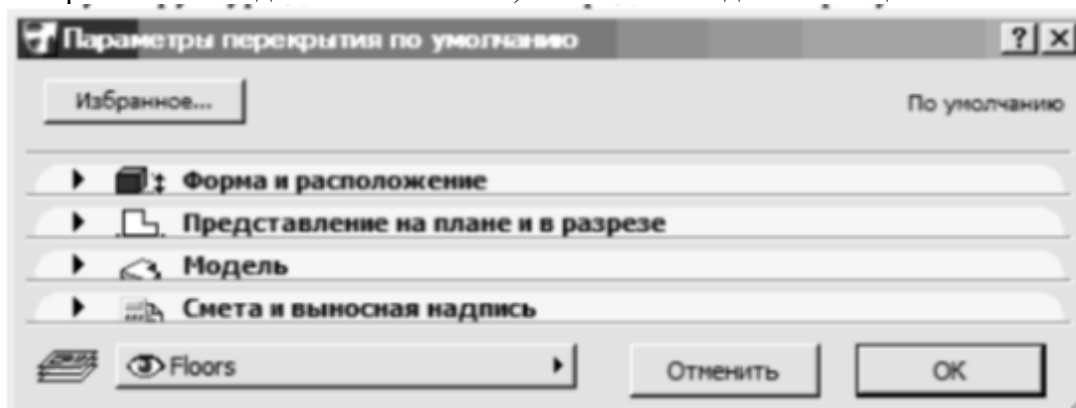 Параметры перекрытия по умолчанию ? ×
Избранное... По умолчанию
Форма и расположение
Представление на плане и в разрезе
Модель
Смета и выносная надпись
Floors Отменить OK